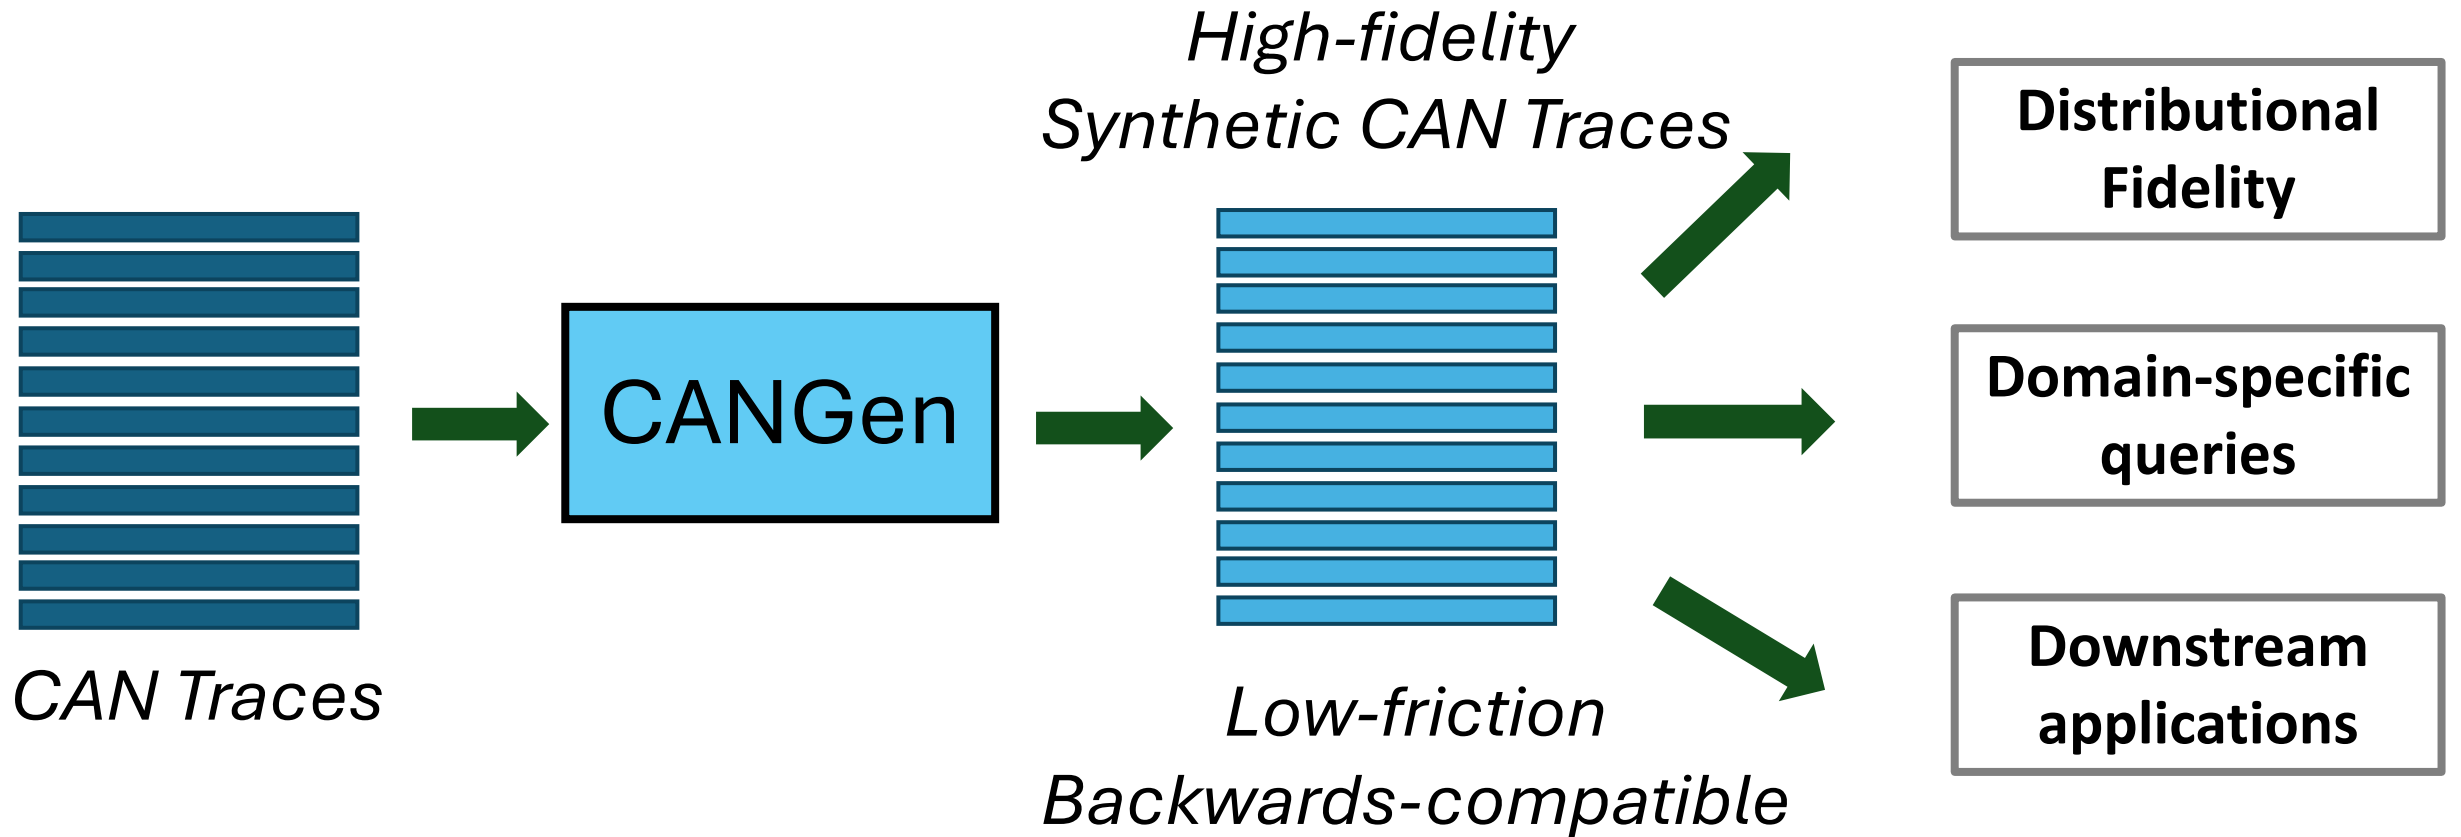 CAN Traces
CANGen
High-fidelity
Synthetic CAN Traces
Low-friction
Backwards-compatible
Distributional
Fidelity
Domain-specific
queries
Downstream
applications